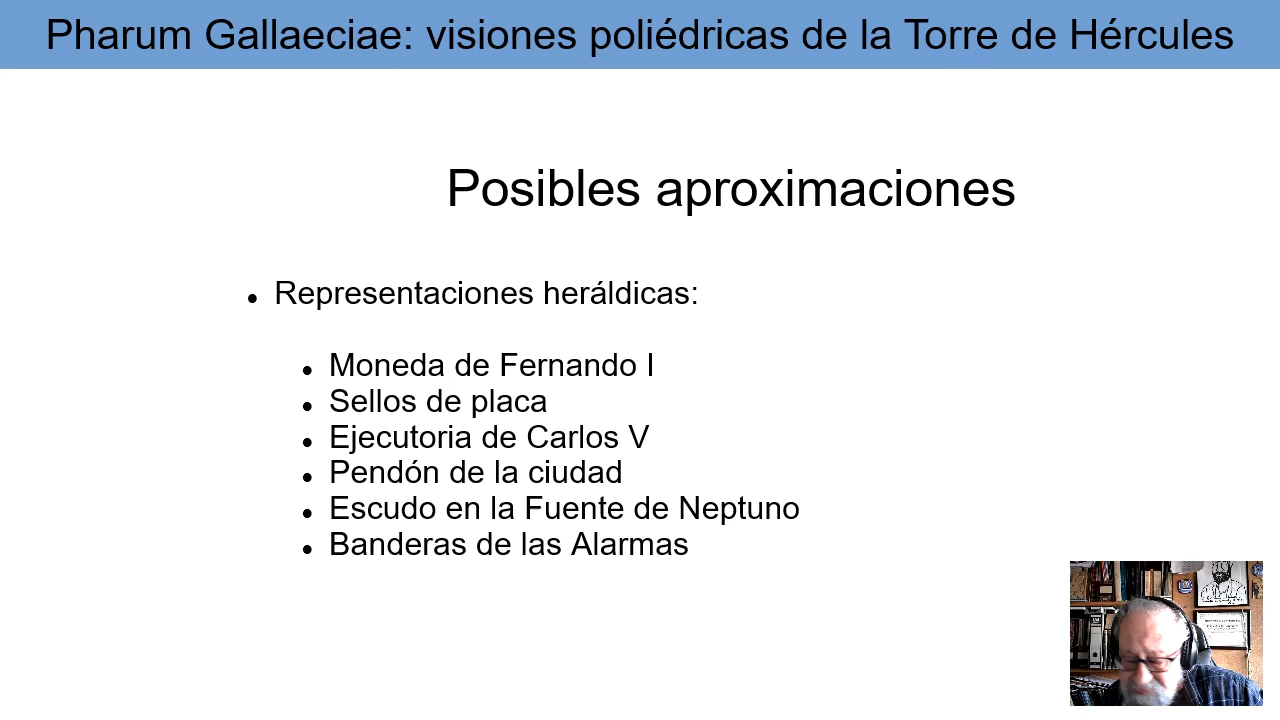 Pharum Gallaeciae: visiones poliédricas de la Torre de Hércules
Posibles aproximaciones
Representaciones heráldicas:
Moneda de Fernando I
Sellos de placa
Ejecutoria de Carlos V
Pendón de la ciudad
Escudo en la Fuente de Neptuno
Banderas de las Alarmas